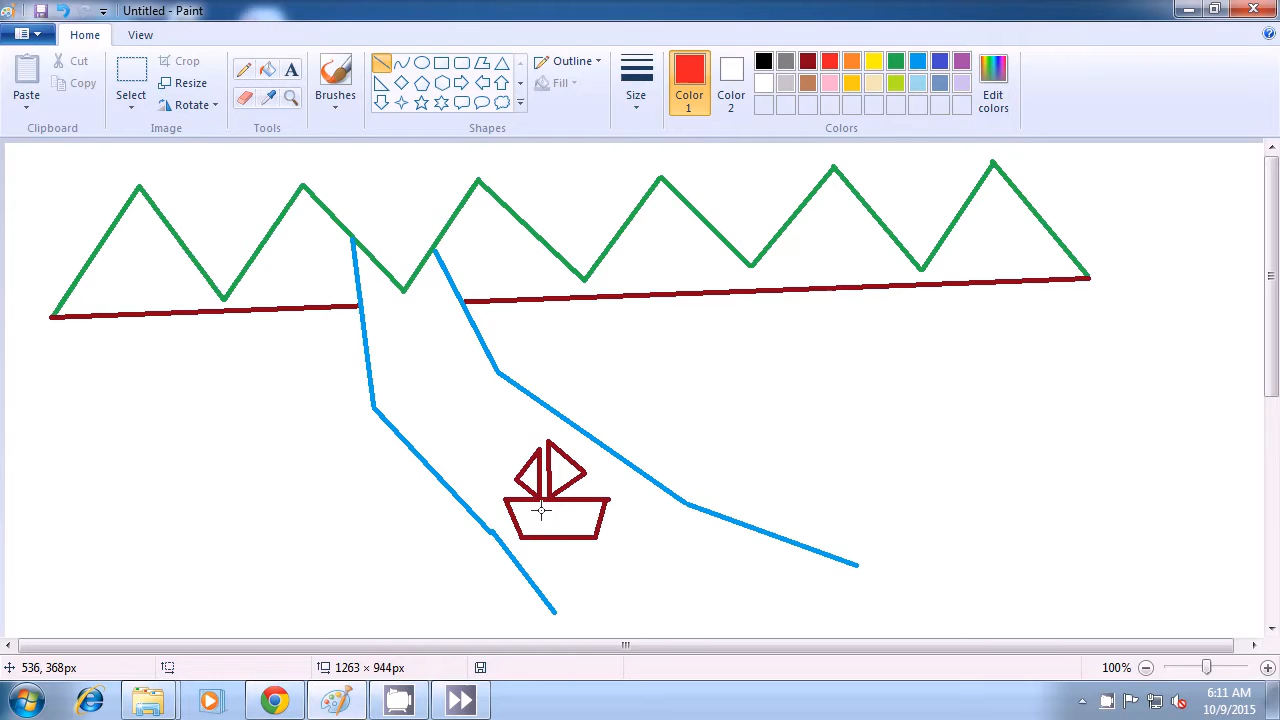 Untitled - Paint
Home View
Paste Cut Copy Select Crop Resize Rotate A Brushes Outline Fill Size Color 1 Color 2 Edit colors
Clipboard Image Tools Shapes Colors
536, 368px 1263 × 944px 100%
6:11 AM
10/9/2015